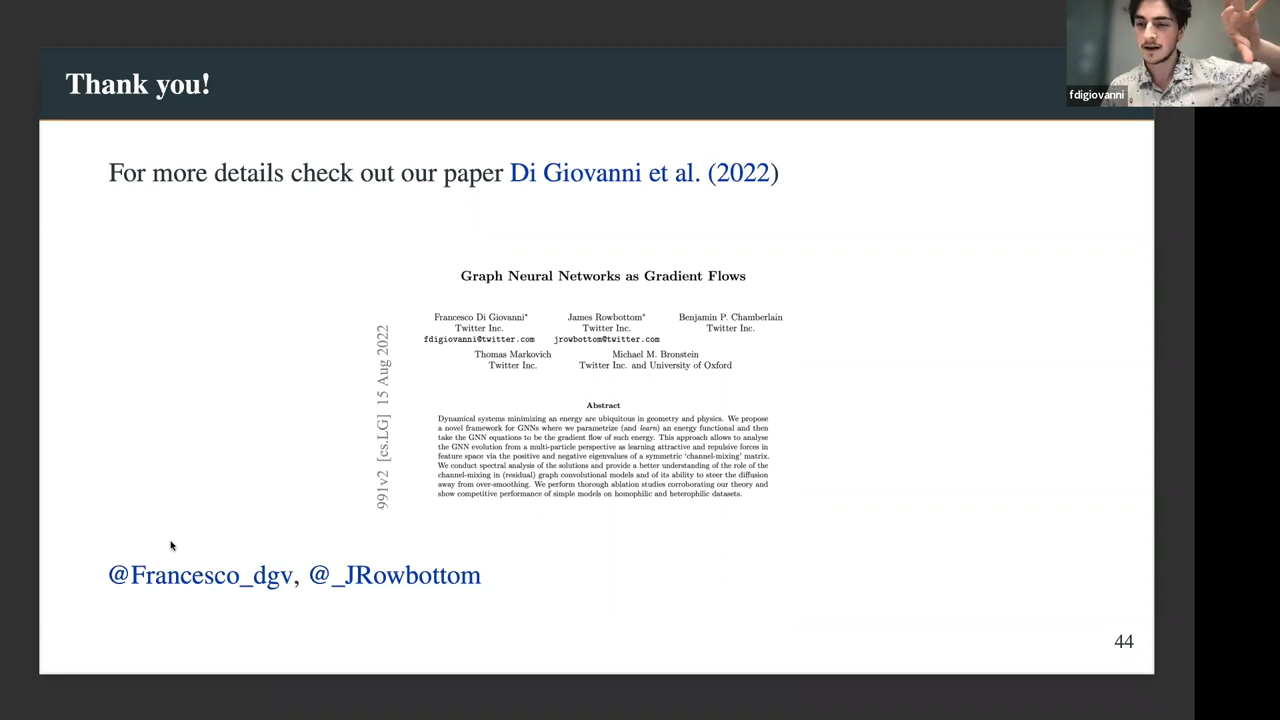 Thank you!
fdigiovanni
For more details check out our paper Di Giovanni et al. (2022)
991v2 [cs.LG] 15 Aug 2022
Graph Neural Networks as Gradient Flows
Francesco Di Giovanni* James Rowbottom* Benjamin P. Chamberlain
Twitter Inc. Twitter Inc. Twitter Inc.
fdigiovanni@twitter.com jrowbottom@twitter.com
Thomas Markovich Michael M. Bronstein
Twitter Inc. Twitter Inc. and University of Oxford
Abstract
Dynamical systems minimizing an energy are ubiquitous in geometry and physics. We propose
a novel framework for GNNs where we parametrize (and learn) an energy functional and then
take the GNN equations to be the gradient flow of such energy. This approach allows to analyse
the GNN evolution from a multi-particle perspective as learning attractive and repulsive forces in
feature space via the positive and negative eigenvalues of a symmetric 'channel-mixing' matrix.
We conduct spectral analysis of the solutions and provide a better understanding of the role of the
channel-mixing in (residual) graph convolutional models and of its ability to steer the diffusion
away from over-smoothing. We perform thorough ablation studies corroborating our theory and
show competitive performance of simple models on homophilic and heterophilic datasets.
@Francesco_dgv, @_JRowbottom
44